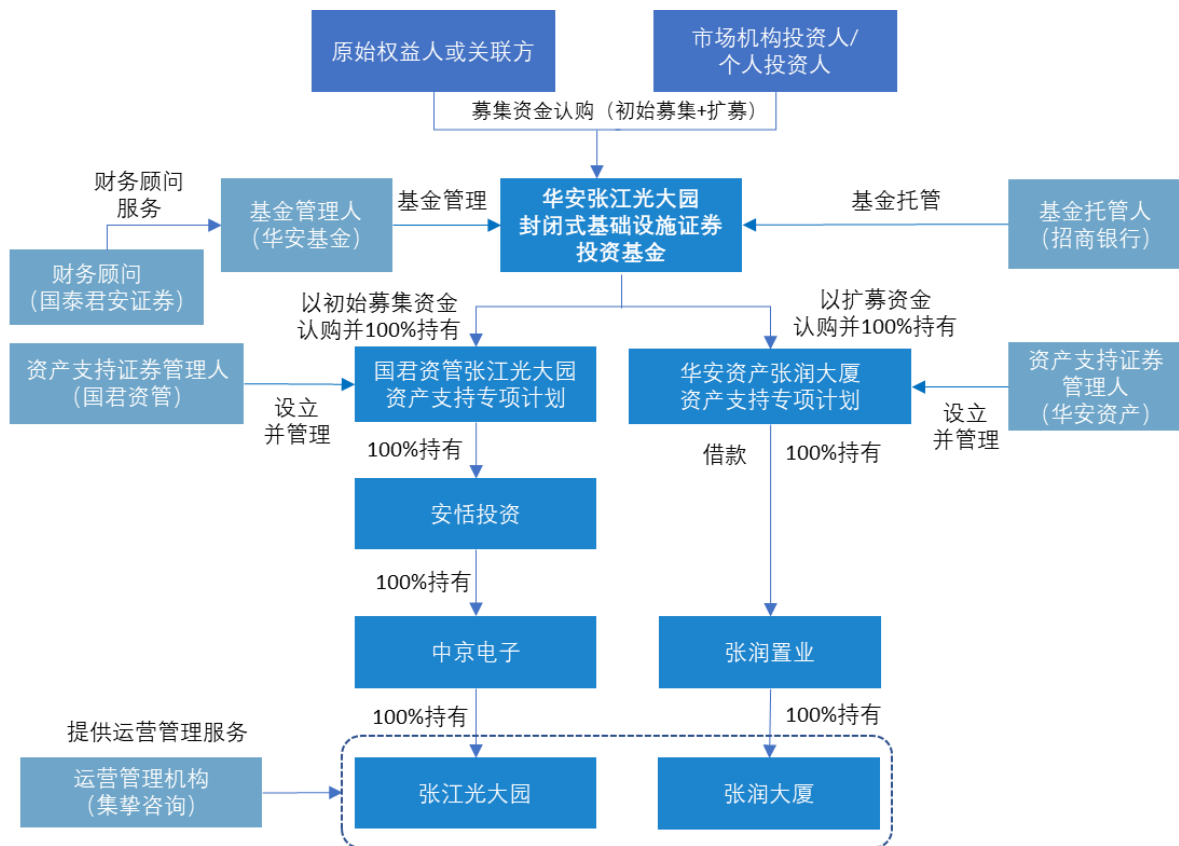 原始权益人或关联方
市场机构投资人/
个人投资人
募集资金认购（初始募集+扩募）
财务顾问
服务
基金管理人
（华安基金）
基金管理
华安张江光大园
封闭式基础设施证券
投资基金
基金托管
基金托管人
（招商银行）
财务顾问
（国泰君安证券）
以初始募集资金
认购并100%持有
以扩募资金
认购并100%持有
资产支持证券管理人
（国君资管）
设立
并管理
国君资管张江光大园
资产支持专项计划
华安资产张润大厦
资产支持专项计划
设立
并管理
资产支持证券
管理人
（华安资产）
100%持有
借款
100%持有
安恬投资
100%持有
中京电子
张润置业
100%持有
100%持有
提供运营管理服务
运营管理机构
（集挚咨询）
张江光大园
张润大厦